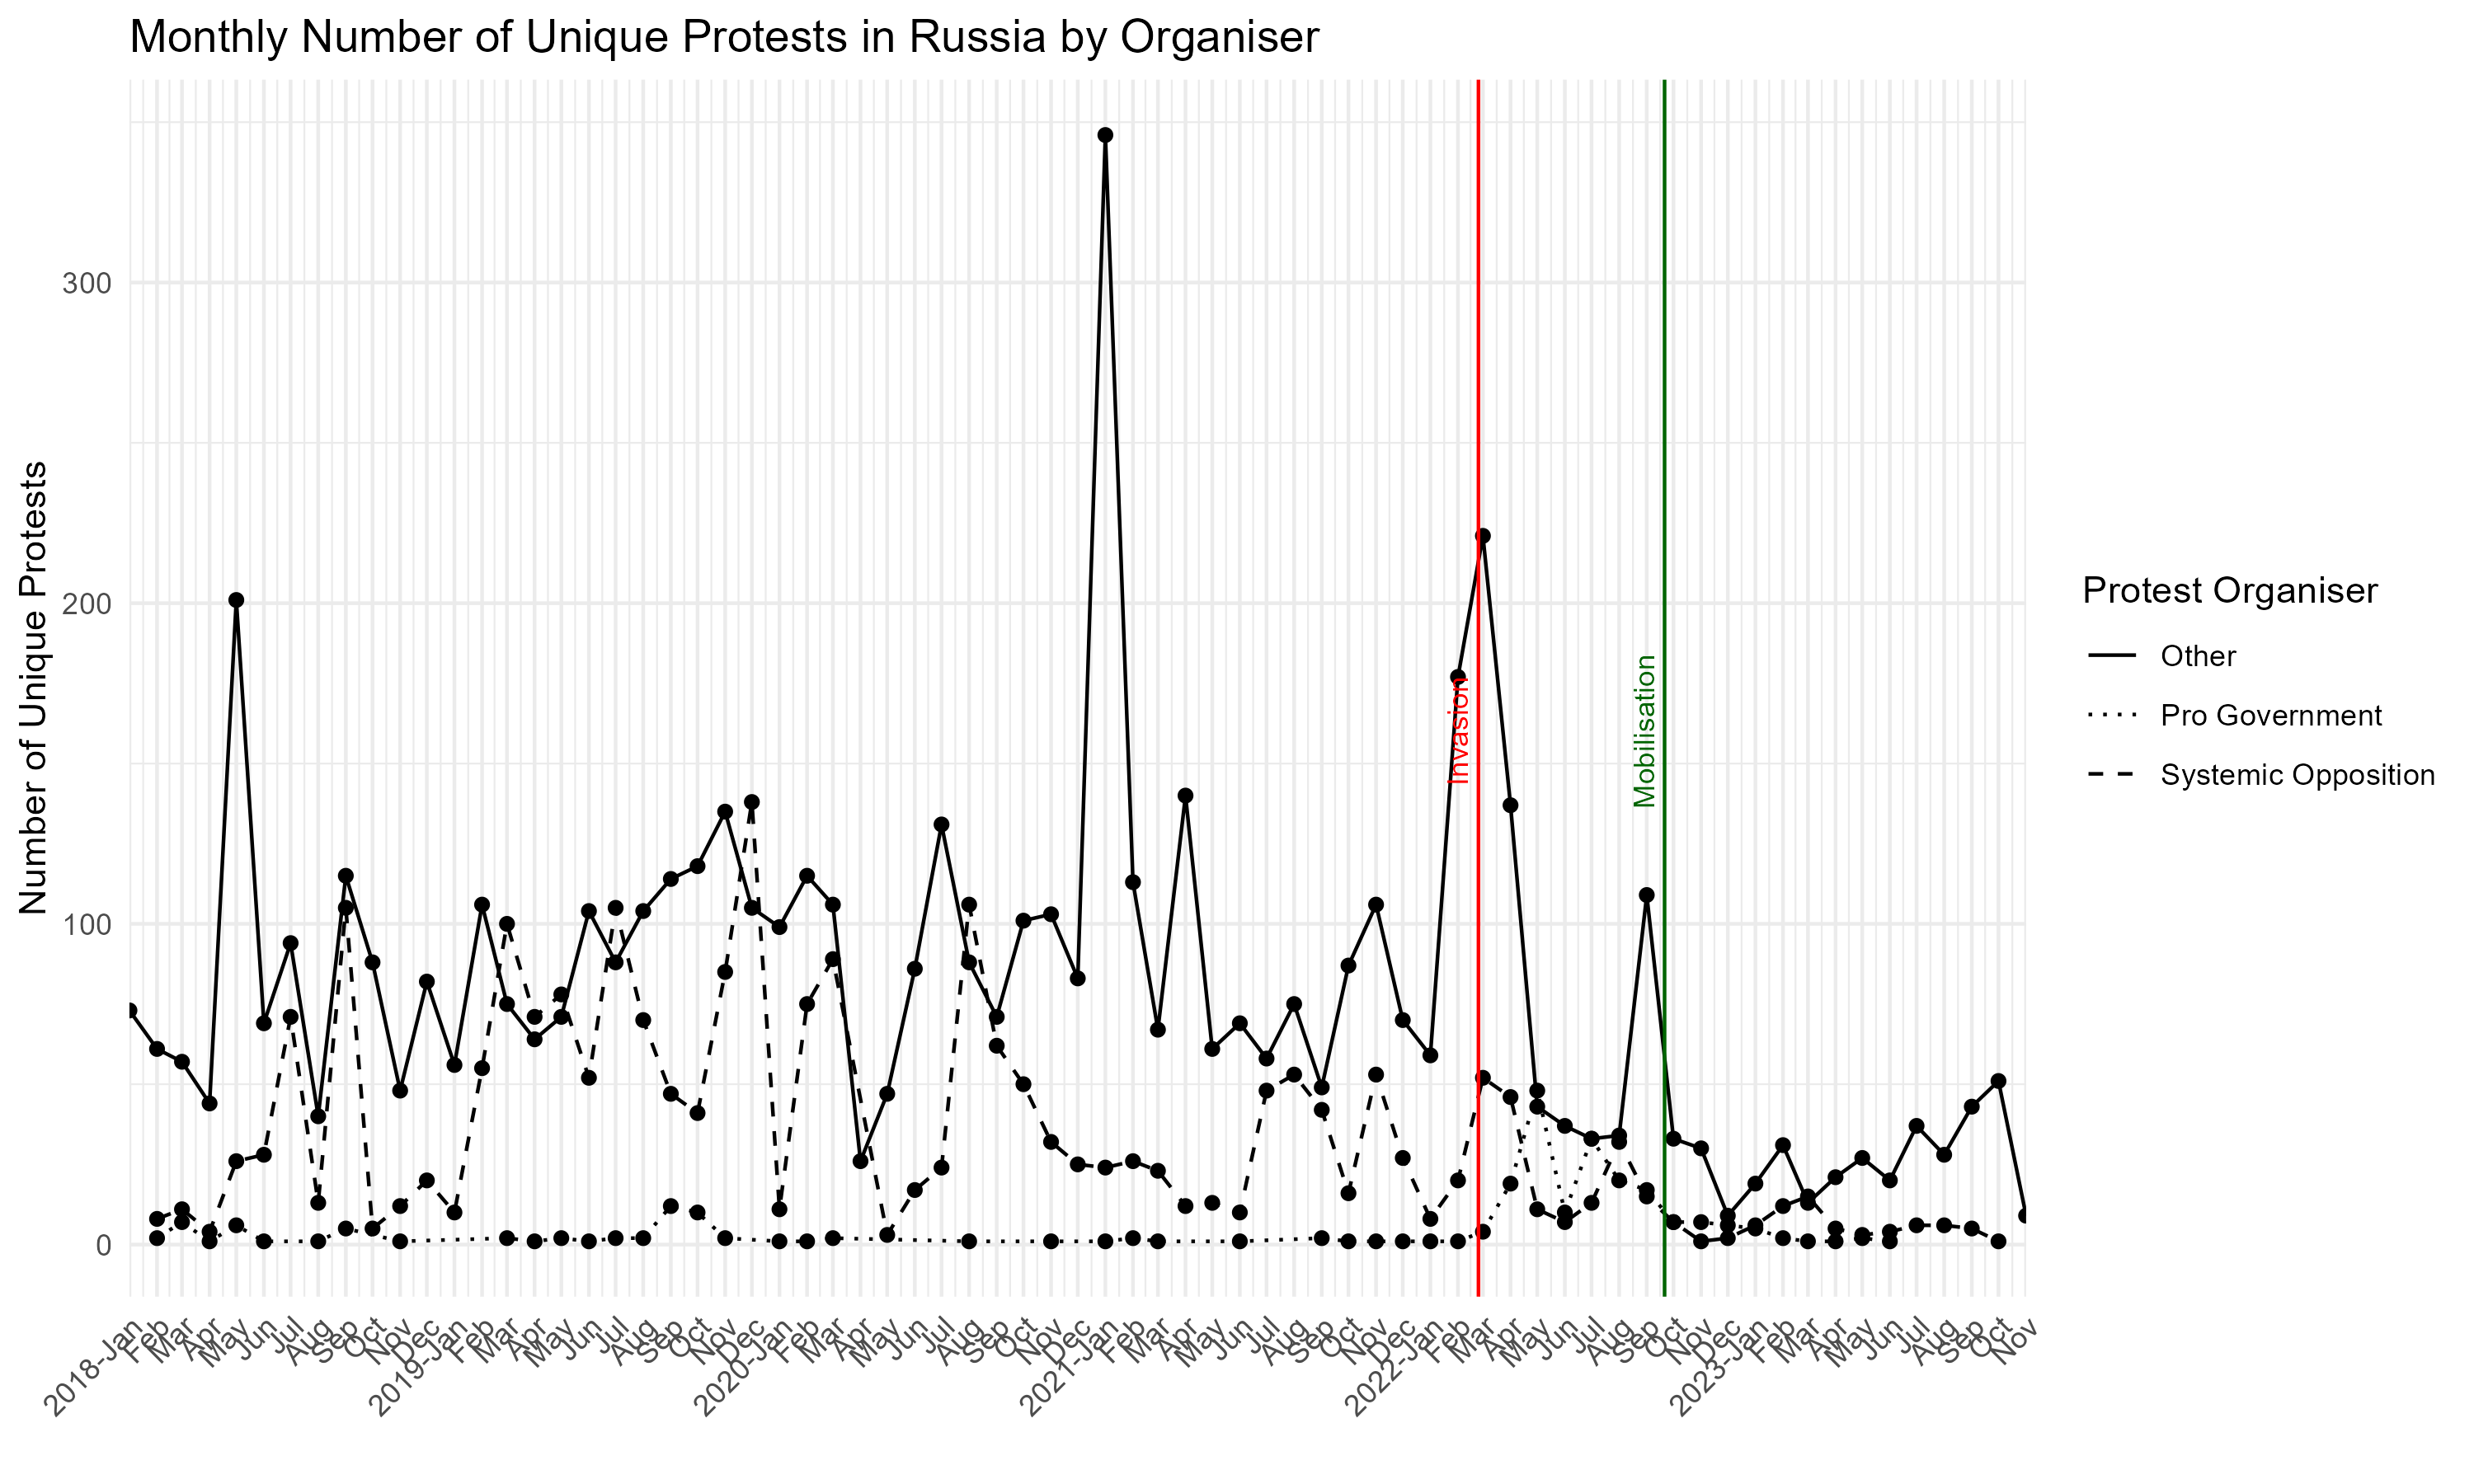 Monthly Number of Unique Protests in Russia by Organiser
Number of Unique Protests
300
200
100
0
Invasion
Mobilisation
Protest Organiser
Other
Pro Government
Systemic Opposition
2018-Jan
Feb
Mar
Apr
May
Jun
Jul
Aug
Sep
Oct
Nov
Dec
2019-Jan
Feb
Mar
Apr
May
Jun
Jul
Aug
Sep
Oct
Nov
Dec
2020-Jan
Feb
Mar
Apr
May
Jun
Jul
Aug
Sep
Oct
Nov
Dec
2021-Jan
Feb
Mar
Apr
May
Jun
Jul
Aug
Sep
Oct
Nov
Dec
2022-Jan
Feb
Mar
Apr
May
Jun
Jul
Aug
Sep
Oct
Nov
Dec
2023-Jan
Feb
Mar
Apr
May
Jun
Jul
Aug
Sep
Oct
Nov